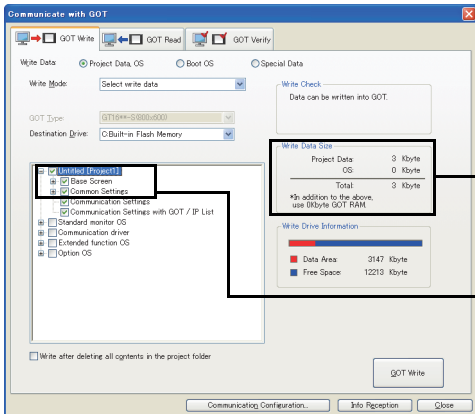 Communicate with GOT
GOT Write
GOT Read
GOT Verify
Write Data:
Project Data, OS
Boot OS
Special Data
Write Mode:
Select write data
GOT Type:
GT16**-S(800x600)
Destination Drive:
C:Built-in Flash Memory
Write Check
Data can be written into GOT.
Write Data Size
Project Data: 3 Kbyte
OS: 0 Kbyte
Total: 3 Kbyte
*In addition to the above,
use 0Kbyte GOT RAM.
Untitled [Project1]
Base Screen
Common Settings
Communication Settings
Communication Settings with GOT / IP List
Standard monitor OS
Communication driver
Extended function OS
Option OS
Write Drive Information
Data Area: 3147 Kbyte
Free Space: 12213 Kbyte
Write after deleting all contents in the project folder
GOT Write
Communication Configuration...
Info Reception
Close